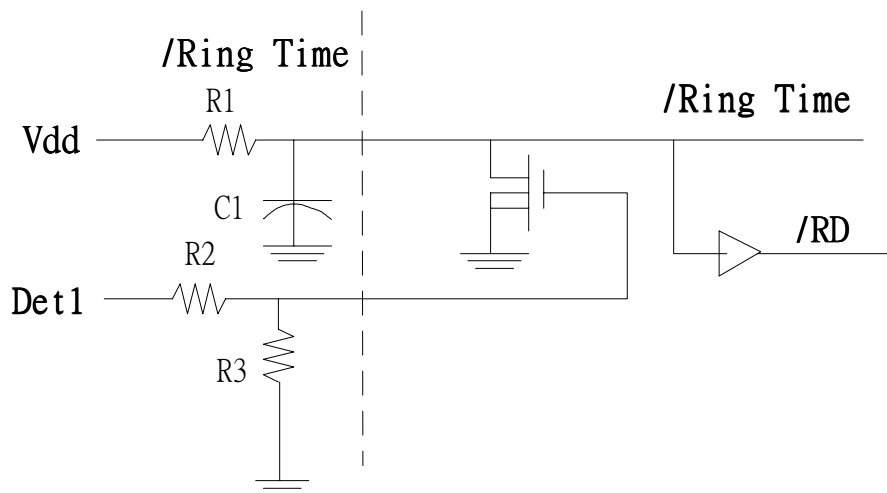 /Ring Time
R1
/Ring Time
Vdd
C1
/RD
R2
Det1
R3